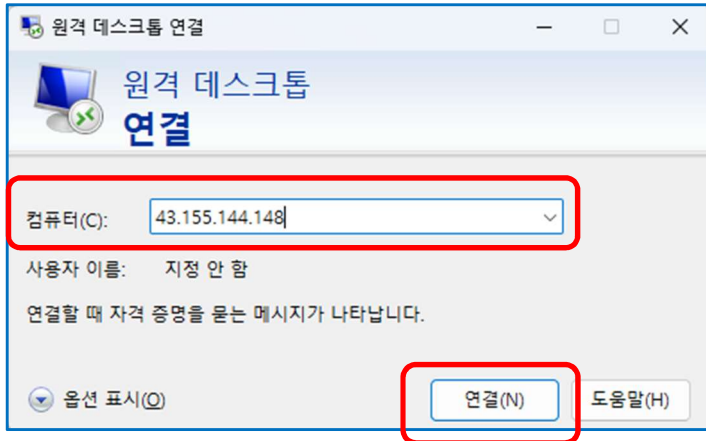 원격 데스크톱 연결
원격 데스크톱
연결
컴퓨터(C): 43.155.144.148
사용자 이름: 지정 안 함
연결할 때 자격 증명을 묻는 메시지가 나타납니다.
옵션 표시(O) 연결(N) 도움말(H)